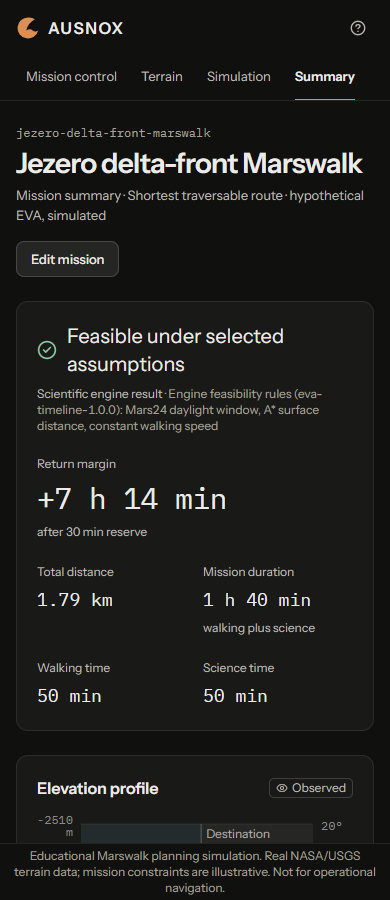 AUSNOX
Mission control Terrain Simulation Summary
jezero-delta-front-marswalk
Jezero delta-front Marswalk
Mission summary · Shortest traversable route · hypothetical
EVA, simulated
Edit mission
Feasible under selected
assumptions
Scientific engine result · Engine feasibility rules (eva-
timeline-1.0.0): Mars24 daylight window, A* surface
distance, constant walking speed
Return margin
+7 h 14 min
after 30 min reserve
Total distance Mission duration
1.79 km 1 h 40 min
walking plus science
Walking time Science time
50 min 50 min
Elevation profile Observed
-2510
m
Destination 20°
Educational Marswalk planning simulation. Real NASA/USGS
terrain data; mission constraints are illustrative. Not for operational
navigation.